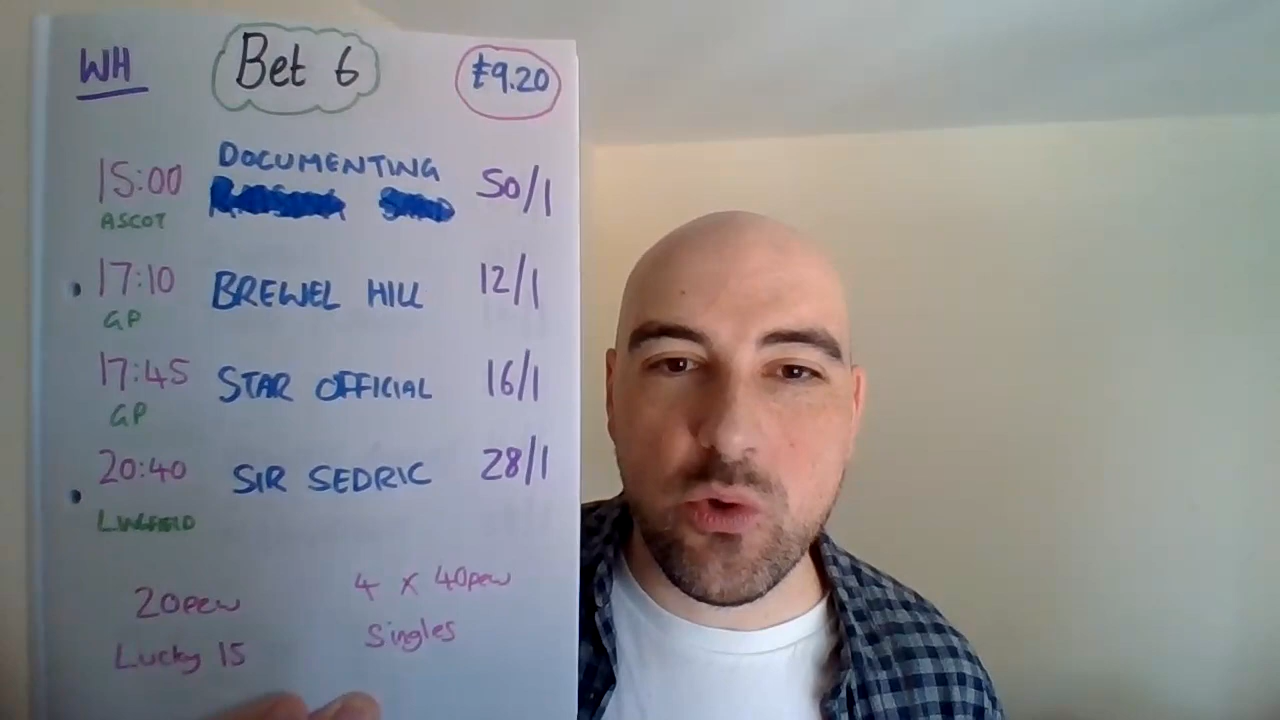 WH Bet 6 £9.20
15:00 DOCUMENTING 50/1
ASCOT
17:10 BREWEL HILL 12/1
GP
17:45 STAR OFFICIAL 16/1
GP
20:40 SIR SEDRIC 28/1
LINGFIELD
20pew 4 x 40pew
Lucky 15 Singles